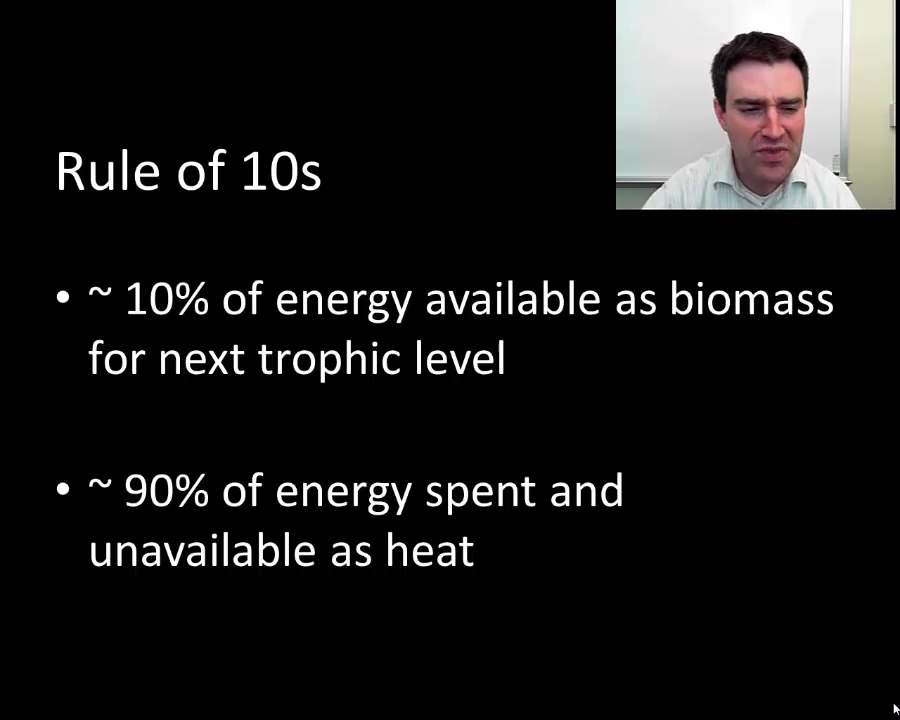 Rule of 10s
• ~ 10% of energy available as biomass
for next trophic level
• ~ 90% of energy spent and
unavailable as heat